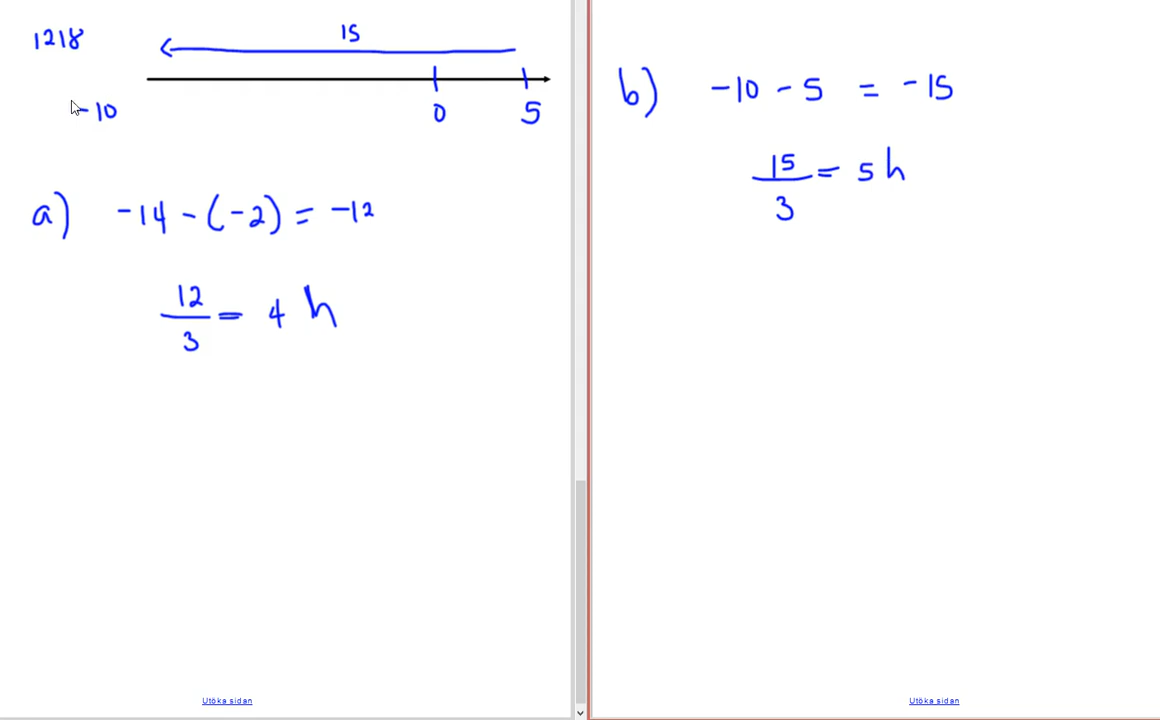 1218
15
-10
0
5
a) -14 - (-2) = -12
12/3 = 4 h
Utöka sidan
b) -10 - 5 = -15
15/3 = 5 h
Utöka sidan